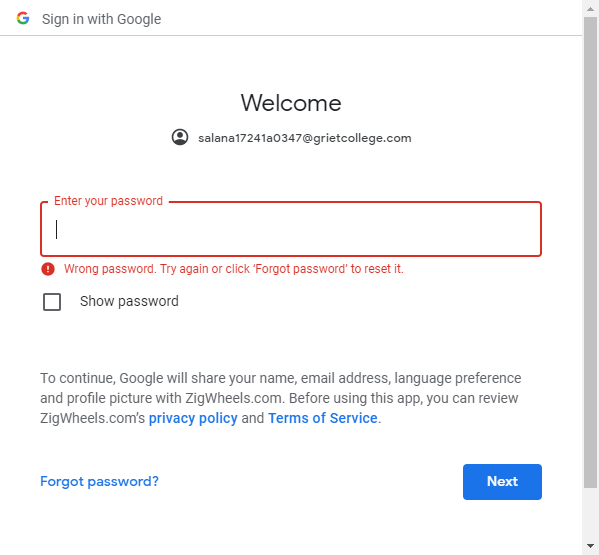 Sign in with Google
Welcome
salana17241a0347@grietcollege.com
Enter your password
Wrong password. Try again or click ‘Forgot password’ to reset it.
Show password
To continue, Google will share your name, email address, language preference
and profile picture with ZigWheels.com. Before using this app, you can review
ZigWheels.com’s privacy policy and Terms of Service.
Forgot password?
Next